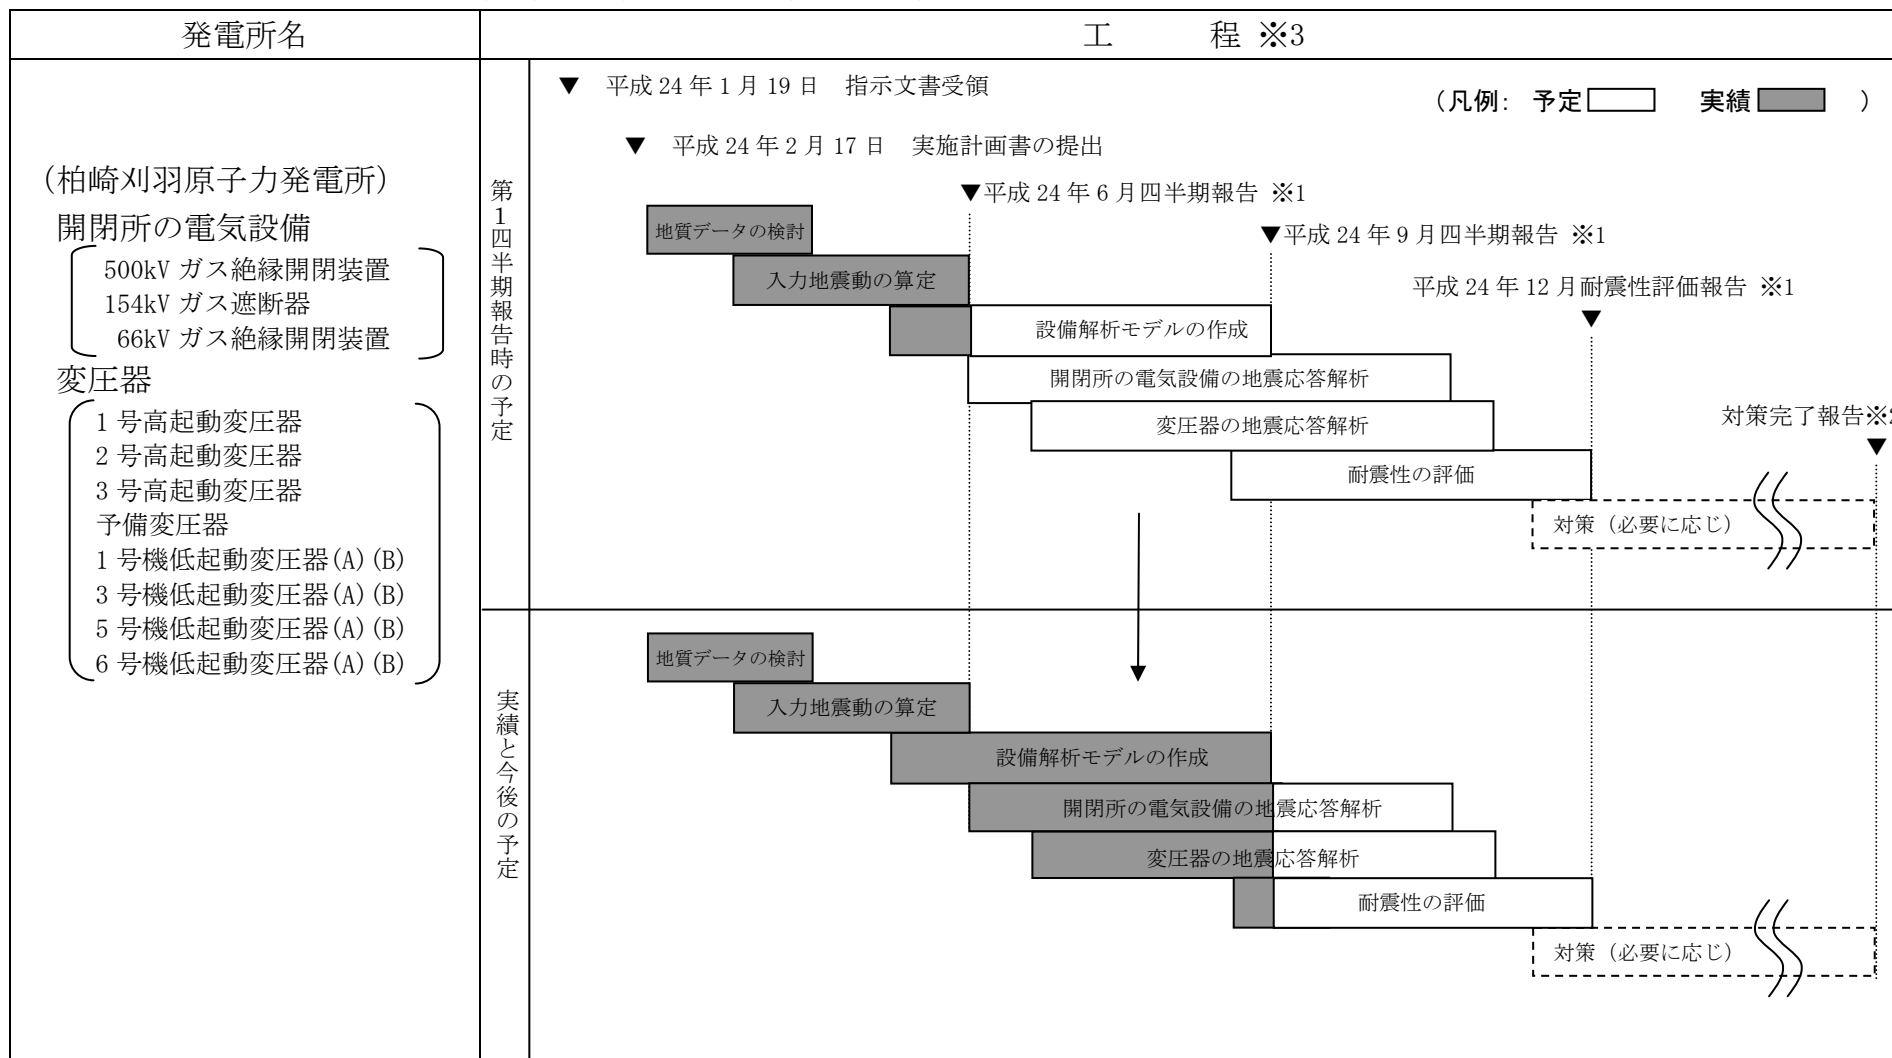 発電所名
工　　程 ※3
（柏崎刈羽原子力発電所）
開閉所の電気設備
500kV ガス絶縁開閉装置
154kV ガス遮断器
66kV ガス絶縁開閉装置
変圧器
1 号高起動変圧器
2 号高起動変圧器
3 号高起動変圧器
予備変圧器
1 号機低起動変圧器(A)(B)
3 号機低起動変圧器(A)(B)
5 号機低起動変圧器(A)(B)
6 号機低起動変圧器(A)(B)
第1四半期報告時の予定
▼ 平成 24 年 1 月 19 日　指示文書受領
（凡例： 予定　実績　）
▼ 平成 24 年 2 月 17 日　実施計画書の提出
▼平成 24 年 6 月四半期報告 ※1
▼平成 24 年 9 月四半期報告 ※1
平成 24 年 12 月耐震性評価報告 ※1
▼
地質データの検討
入力地震動の算定
設備解析モデルの作成
開閉所の電気設備の地震応答解析
変圧器の地震応答解析
対策完了報告※2
▼
耐震性の評価
対策（必要に応じ）
実績と今後の予定
地質データの検討
入力地震動の算定
設備解析モデルの作成
開閉所の電気設備の地震応答解析
変圧器の地震応答解析
耐震性の評価
対策（必要に応じ）